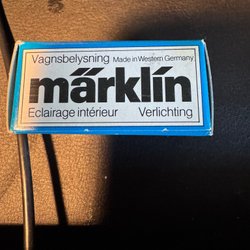 Vagnsbelysning Made in Western Germany
märklin
Eclairage intérieur Verlichting